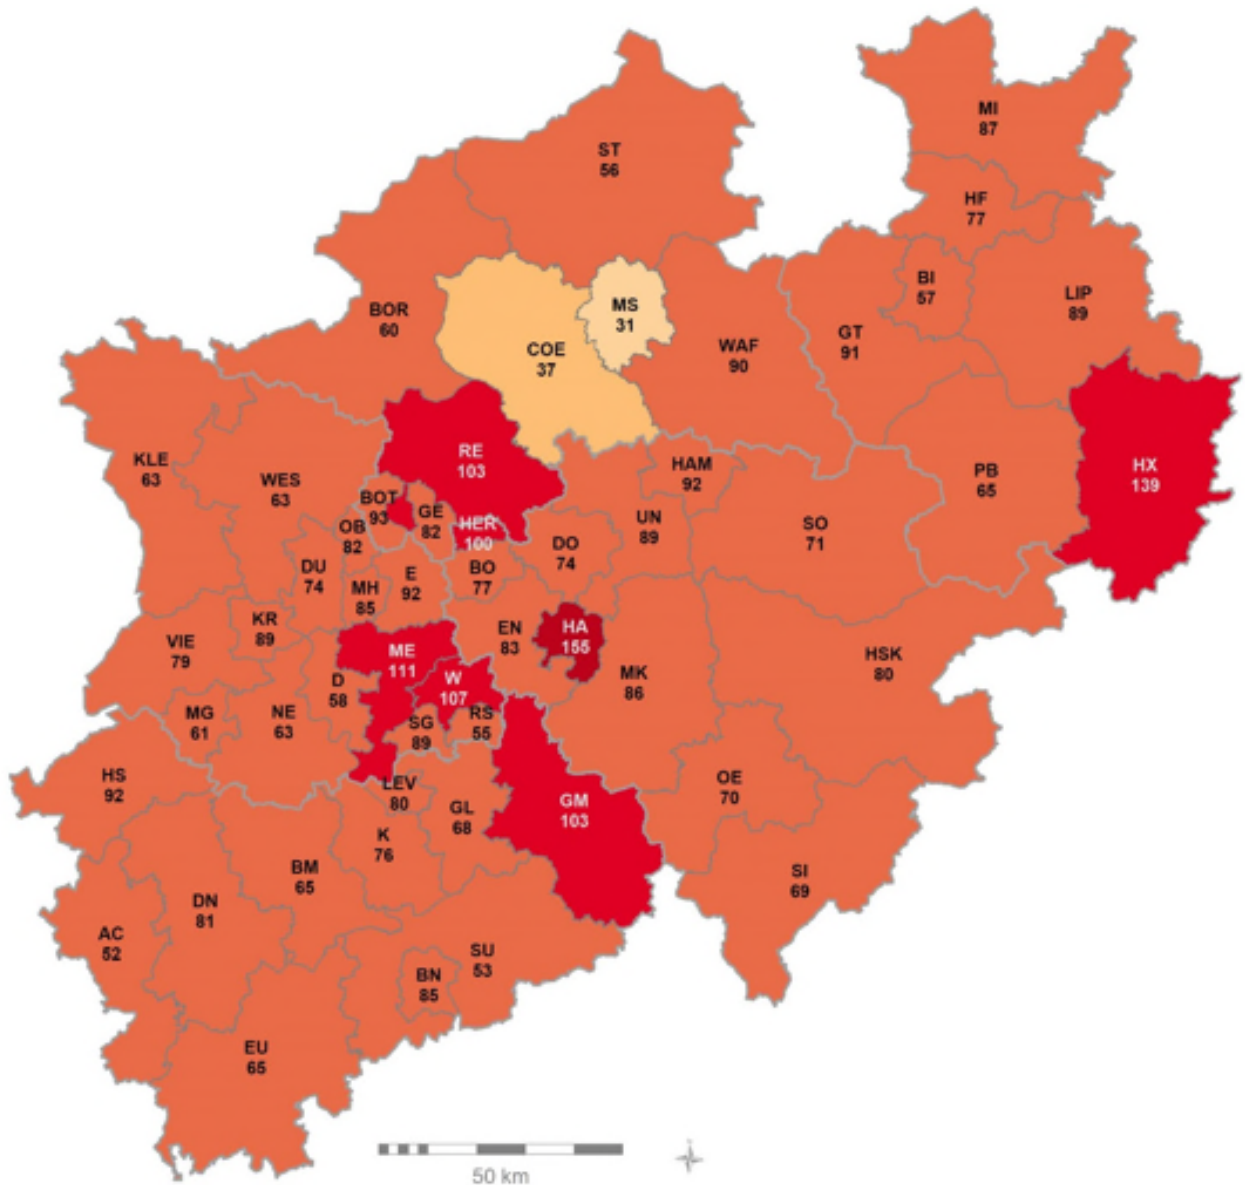 MI
87
ST
56
HF
77
BI
57
LIP
89
MS
31
BOR
60
GT
91
WAF
90
COE
37
RE
103
KLE
63
WES
63
HAM
92
PB
65
HX
139
BOT
93
GE
82
OB
82
HER
100
UN
89
SO
71
DO
74
DU
74
E
92
BO
77
MH
85
KR
89
VIE
79
EN
83
HA
155
ME
111
HSK
80
MK
86
D
58
W
107
MG
61
NE
63
SG
89
RS
55
HS
92
LEV
80
OE
70
GL
68
GM
103
K
76
BM
65
SI
69
DN
81
AC
52
SU
53
BN
85
EU
65
50 km